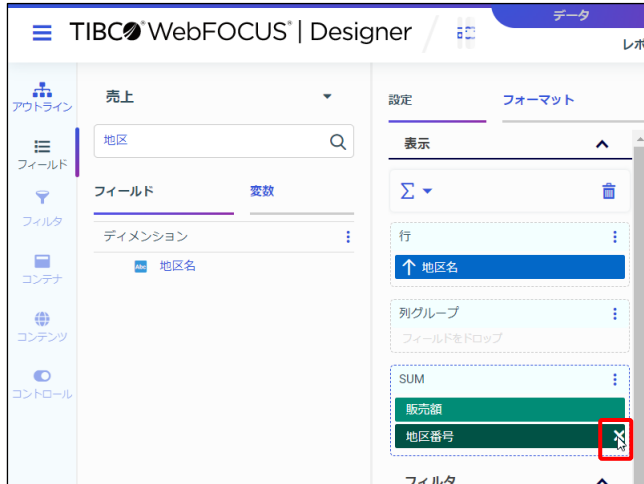 データ
TIBCO® WebFOCUS® | Designer
レポ
アウトライン
フィールド
フィルタ
コンテナ
コンテンツ
コントロール
売上
地区
フィールド
変数
ディメンション
Abc 地区名
設定
フォーマット
表示
Σ
行
地区名
列グループ
フィールドをドロップ
SUM
販売額
地区番号
フィルタ